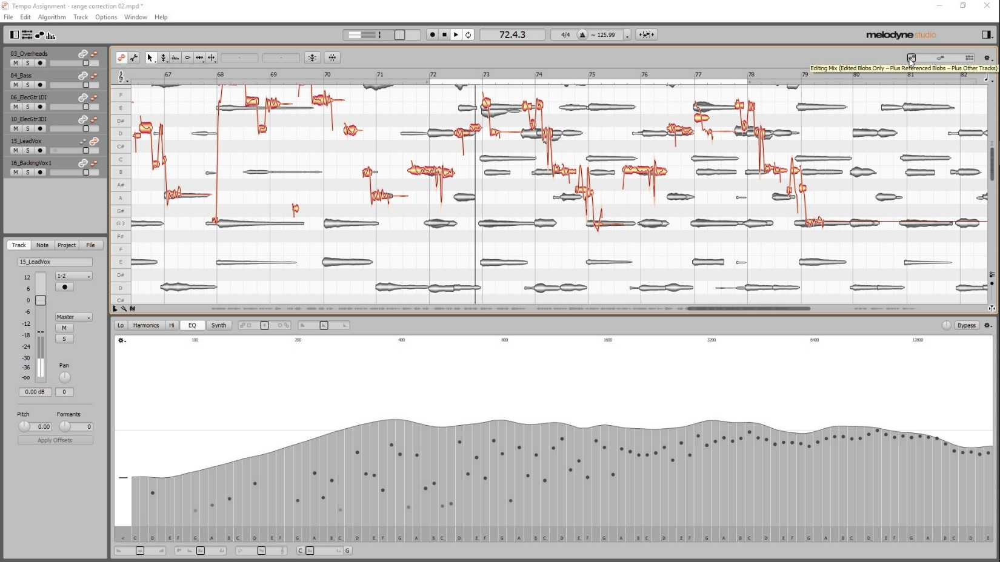 Tempo Assignment - range correction 02.mpd *
File Edit Algorithm Track Options Window Help
72.4.3 4/4 ~ 125.99 melodyne studio
03_Overheads
M S
04_Bass
M S
06_ElecGtr1DI
M S
10_ElecGtr3DI
M S
15_LeadVox
M S
16_BackingVox1
M S
- -
Editing Mix (Edited Blobs Only – Plus Referenced Blobs – Plus Other Tracks)
67 68 69 70 71 72 73 74 75 76 77 78 79 80 81 82
F
E
D#
D
C#
C
B
A#
A
G#
G 3
F#
F
E
D#
D
C#
Track Note Project File
15_LeadVox
1-2
Master
M
S
Pan
12
6
0
-6
-12
-18
-24
-30
-36
-oo
0.00 dB 0
Pitch Formants
0.00 0
Apply Offsets
Lo Harmonics Hi EQ Synth Bypass
100 200 400 800 1600 3200 6400 12800
< C D E F G A B C D E F G A B C D E F G A B C D E F G A B C D E F G A B C D E F G A B C D E F G A B C D E
C G